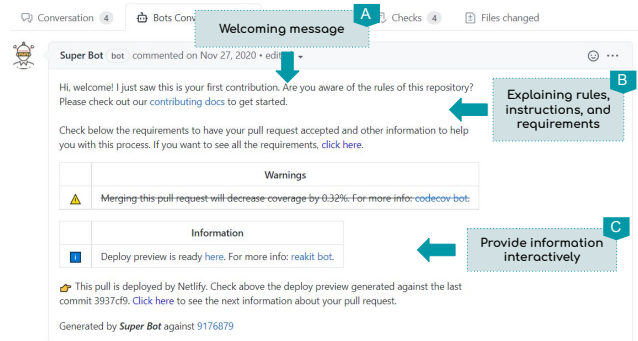 Conversation 4
Bots Conv
Checks 4
Files changed
A
Welcoming message
Super Bot bot commented on Nov 27, 2020 • edit
B
Hi, welcome! I just saw this is your first contribution. Are you aware of the rules of this repository?
Please check out our contributing docs to get started.
Explaining rules,
instructions, and
requirements
Check below the requirements to have your pull request accepted and other information to help
you with this process. If you want to see all the requirements, click here.
Warnings
Merging this pull request will decrease coverage by 0.32%. For more info: codecov bot.
C
Information
Provide information
interactively
i
Deploy preview is ready here. For more info: reakit bot.
This pull is deployed by Netlify. Check above the deploy preview generated against the last
commit 3937cf9. Click here to see the next information about your pull request.
Generated by Super Bot against 9176879